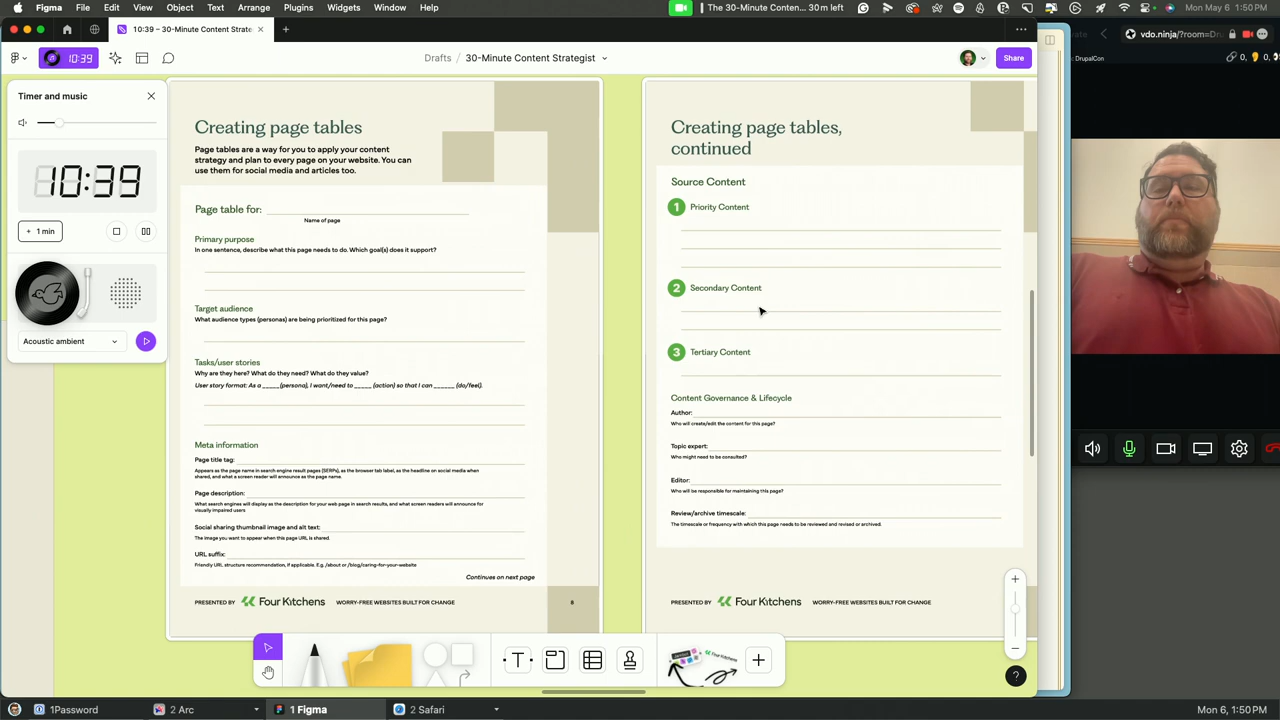 Figma File Edit View Object Text Arrange Plugins Widgets Window Help
The 30-Minute Conte... 30m left
10:39 – 30-Minute Content Strate
vdo.ninja/?room=Dr
DrupalCon
0, 0,
10:39
Drafts / 30-Minute Content Strategist
Share
Timer and music
10:39
+ 1 min
Acoustic ambient
Creating page tables
Page tables are a way for you to apply your content
strategy and plan to every page on your website. You can
use them for social media and articles too.
Page table for:
Name of page
Primary purpose
In one sentence, describe what this page needs to do. Which goal(s) does it support?
Target audience
What audience types (personas) are being prioritized for this page?
Tasks/user stories
Why are they here? What do they need? What do they value?
User story format: As a _____(persona), I want/need to _____ (action) so that I can ______ (do/feel).
Meta information
Page title tag:
Appears as the page name in search engine result pages (SERPs), as the browser tab label, as the headline on social media when
shared, and what a screen reader will announce as the page name.
Page description:
What search engines will display as the description for your web page in search results, and what screen readers will announce for
visually impaired users
Social sharing thumbnail image and alt text:
The image you want to appear when this page URL is shared.
URL suffix:
Friendly URL structure recommendation, if applicable. E.g. /about or /blog/caring-for-your-website
Continues on next page
PRESENTED BY Four Kitchens WORRY-FREE WEBSITES BUILT FOR CHANGE
8
Creating page tables,
continued
Source Content
1 Priority Content
2 Secondary Content
3 Tertiary Content
Content Governance & Lifecycle
Author:
Who will create/edit the content for this page?
Topic expert:
Who might need to be consulted?
Editor:
Who will be responsible for maintaining this page?
Review/archive timescale:
The timescale or frequency with which this page needs to be reviewed and revised or archived.
PRESENTED BY Four Kitchens WORRY-FREE WEBSITES BUILT FOR CHANGE
T
Four Kitchens
?
1Password 2 Arc 1 Figma 2 Safari Mon 6, 1:50 PM